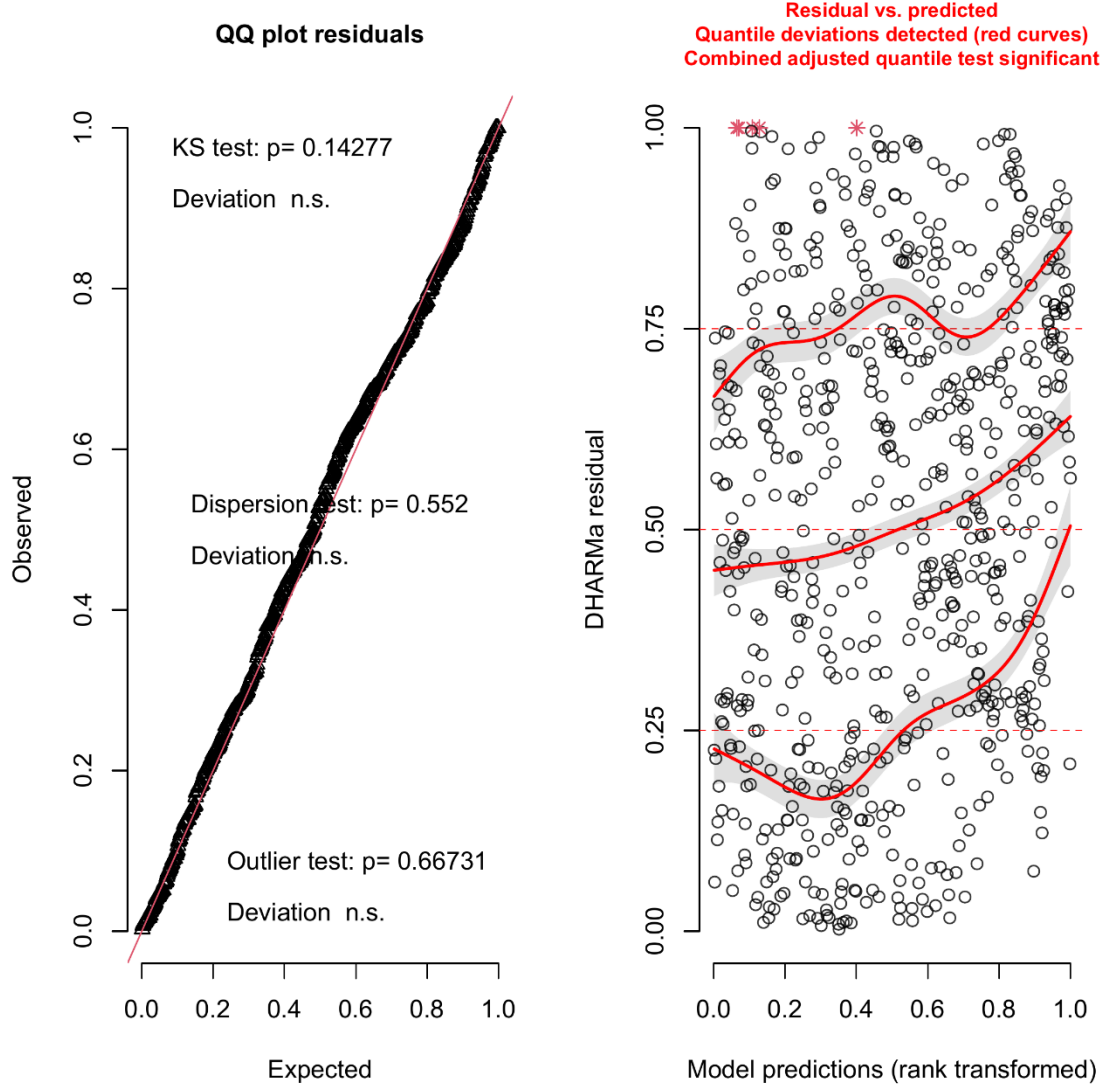 QQ plot residuals
KS test: p= 0.14277
Deviation  n.s.
Dispersion test: p= 0.552
Deviation  n.s.
Outlier test: p= 0.66731
Deviation  n.s.
Observed
0.0 0.2 0.4 0.6 0.8 1.0
0.0 0.2 0.4 0.6 0.8 1.0
Expected
Residual vs. predicted
Quantile deviations detected (red curves)
Combined adjusted quantile test significant
DHARMa residual
0.00 0.25 0.50 0.75 1.00
0.0 0.2 0.4 0.6 0.8 1.0
Model predictions (rank transformed)